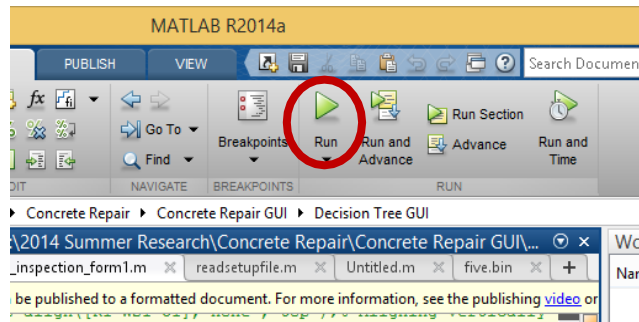 MATLAB R2014a
PUBLISH VIEW Search Documen
fx
Go To
Find
Breakpoints
Run
Run and
Advance
Run Section
Advance
Run and
Time
DIT NAVIGATE BREAKPOINTS RUN
Concrete Repair Concrete Repair GUI Decision Tree GUI
:\2014 Summer Research\Concrete Repair\Concrete Repair GUI\... Wo
_inspection_form1.m readsetupfile.m Untitled.m five.bin + Nar
be published to a formatted document. For more information, see the publishing video or